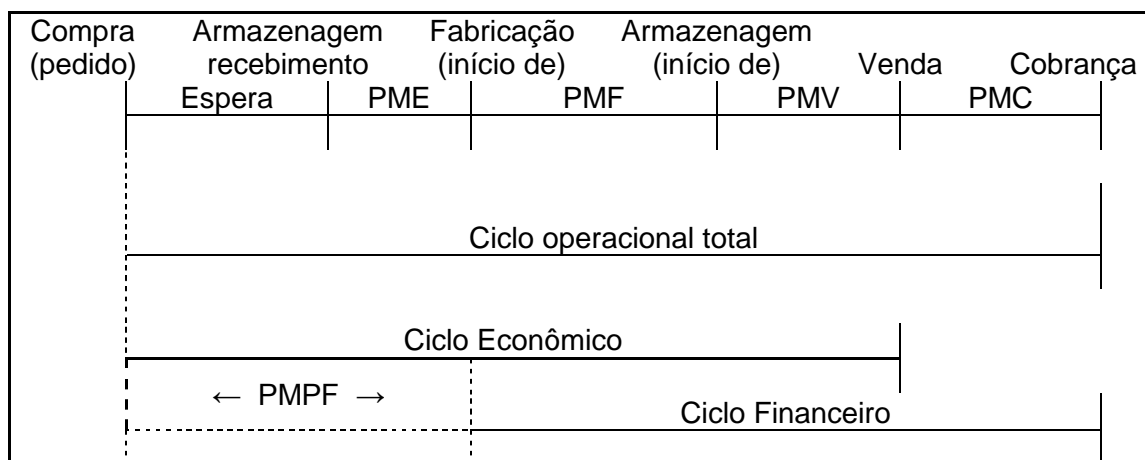 Compra Armazenagem Fabricação Armazenagem
(pedido) recebimento (início de) (início de) Venda Cobrança
Espera PME PMF PMV PMC
Ciclo operacional total
Ciclo Econômico
← PMPF →
Ciclo Financeiro